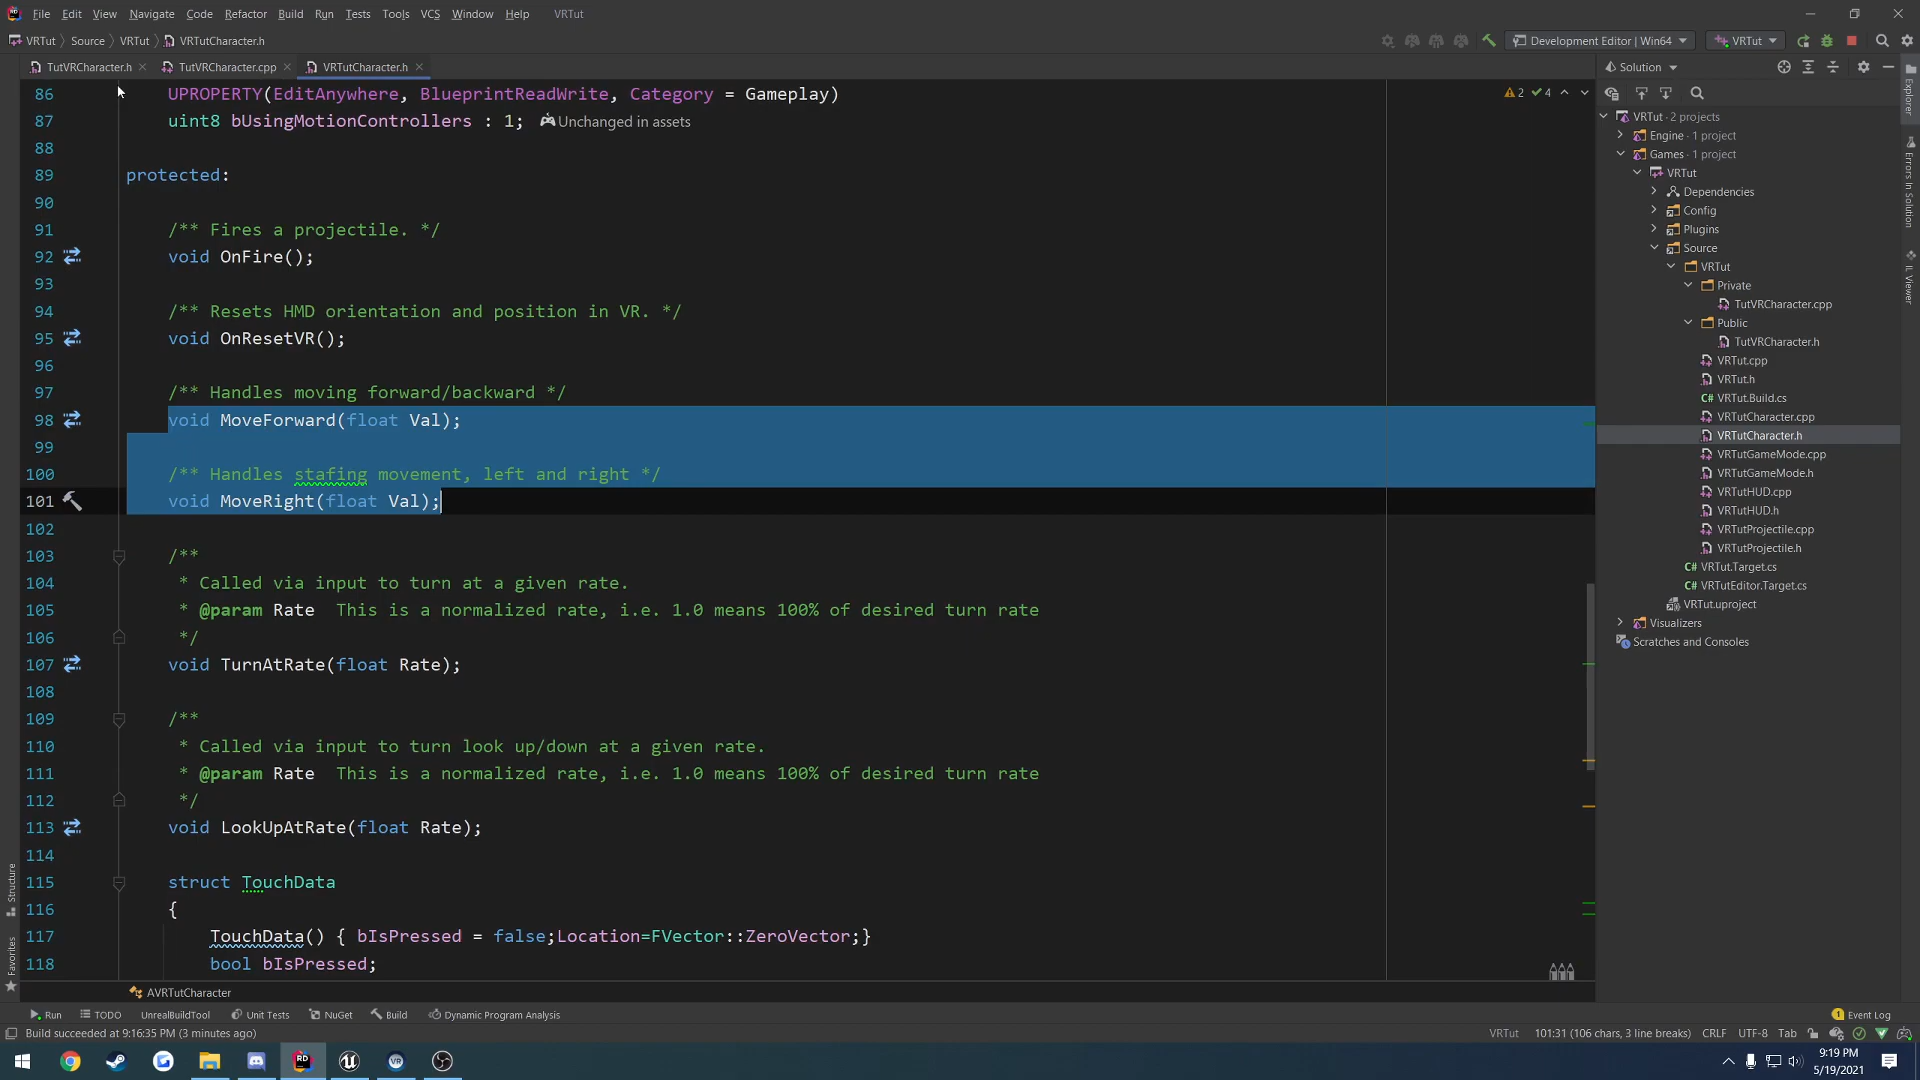 File Edit View Navigate Code Refactor Build Run Tests Tools VCS Window Help VRTut
VRTut Source VRTut VRTutCharacter.h Development Editor | Win64 VRTut
TutVRCharacter.h TutVRCharacter.cpp VRTutCharacter.h Solution
86 UPROPERTY(EditAnywhere, BlueprintReadWrite, Category = Gameplay)
87 uint8 bUsingMotionControllers : 1; Unchanged in assets
2 4
88
89 protected:
90
91 /** Fires a projectile. */
92 void OnFire();
93
94 /** Resets HMD orientation and position in VR. */
95 void OnResetVR();
96
97 /** Handles moving forward/backward */
98 void MoveForward(float Val);
99
100 /** Handles stafing movement, left and right */
101 void MoveRight(float Val);
102
103 /**
104 * Called via input to turn at a given rate.
105 * @param Rate This is a normalized rate, i.e. 1.0 means 100% of desired turn rate
106 */
107 void TurnAtRate(float Rate);
108
109 /**
110 * Called via input to turn look up/down at a given rate.
111 * @param Rate This is a normalized rate, i.e. 1.0 means 100% of desired turn rate
112 */
113 void LookUpAtRate(float Rate);
114
115 struct TouchData
116 {
117 TouchData() { bIsPressed = false;Location=FVector::ZeroVector;}
118 bool bIsPressed;
AVRTutCharacter
VRTut · 2 projects
Engine · 1 project
Games · 1 project
VRTut
Dependencies
Config
Plugins
Source
VRTut
Private
TutVRCharacter.cpp
Public
TutVRCharacter.h
VRTut.cpp
VRTut.h
VRTut.Build.cs
VRTutCharacter.cpp
VRTutCharacter.h
VRTutGameMode.cpp
VRTutGameMode.h
VRTutHUD.cpp
VRTutHUD.h
VRTutProjectile.cpp
VRTutProjectile.h
VRTut.Target.cs
VRTutEditor.Target.cs
VRTut.uproject
Visualizers
Scratches and Consoles
Explorer
Errors In Solution
IL Viewer
Structure
Favorites
Run TODO UnrealBuildTool Unit Tests NuGet Build Dynamic Program Analysis 1 Event Log
Build succeeded at 9:16:35 PM (3 minutes ago) VRTut 101:31 (106 chars, 3 line breaks) CRLF UTF-8 Tab
9:19 PM
5/19/2021